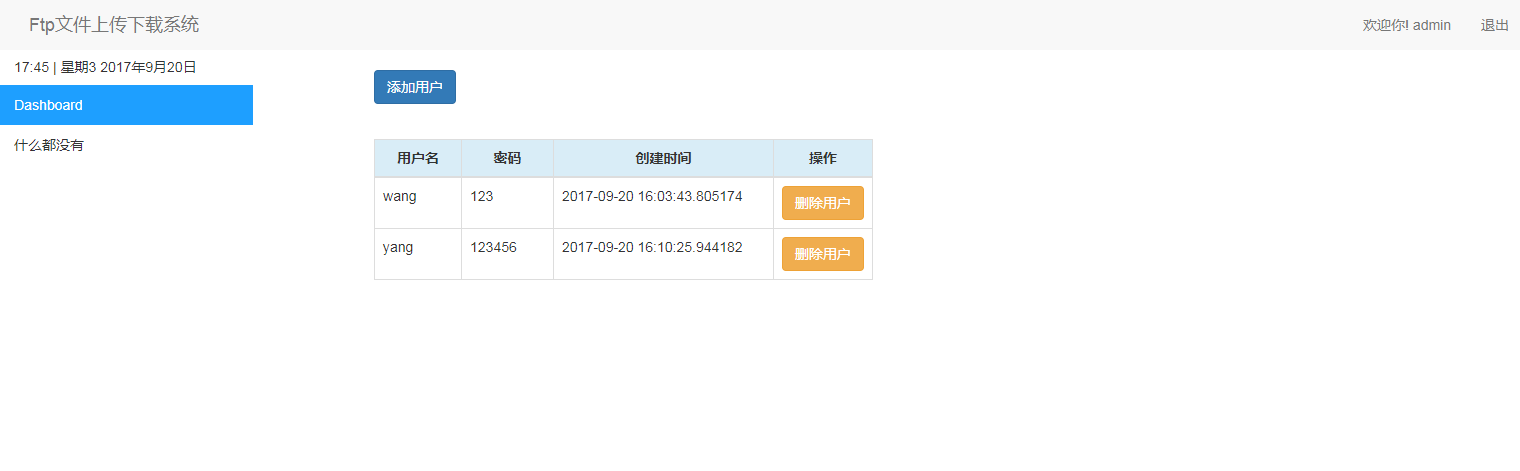 Ftp文件上传下载系统 欢迎你! admin 退出
17:45 | 星期3 2017年9月20日
添加用户
Dashboard
什么都没有
用户名 密码 创建时间 操作
wang 123 2017-09-20 16:03:43.805174 删除用户
yang 123456 2017-09-20 16:10:25.944182 删除用户